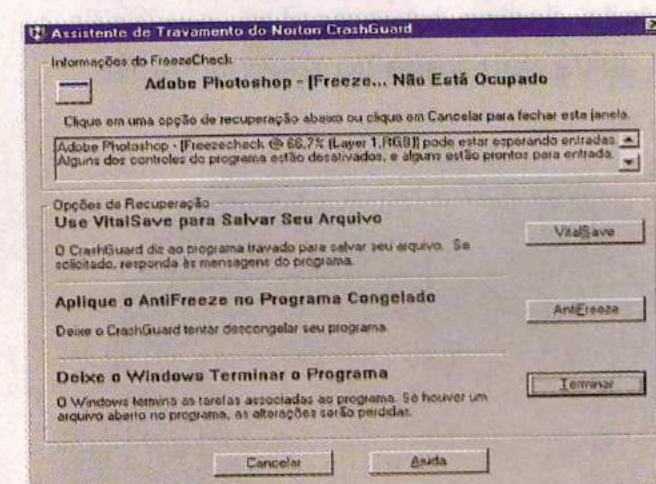 Assistente de Travamento do Norton CrashGuard
Informações do FreezeCheck
Adobe Photoshop - [Freeze... Não Está Ocupado
Clique em uma opção de recuperação abaixo ou clique em Cancelar para fechar esta janela.
Adobe Photoshop - [Freezecheck @ 66,7% (Layer 1,RGB)] pode estar esperando entradas.
Alguns dos controles do programa estão desativados, e alguns estão prontos para entrada.
Opções de Recuperação
Use VitalSave para Salvar Seu Arquivo
VitalSave
O CrashGuard diz ao programa travado para salvar seu arquivo. Se
solicitado, responda às mensagens do programa.
Aplique o AntiFreeze no Programa Congelado
AntiFreeze
Deixe o CrashGuard tentar descongelar seu programa.
Deixe o Windows Terminar o Programa
Terminar
O Windows termina as tarefas associadas ao programa. Se houver um
arquivo aberto no programa, as alterações serão perdidas.
Cancelar
Ajuda